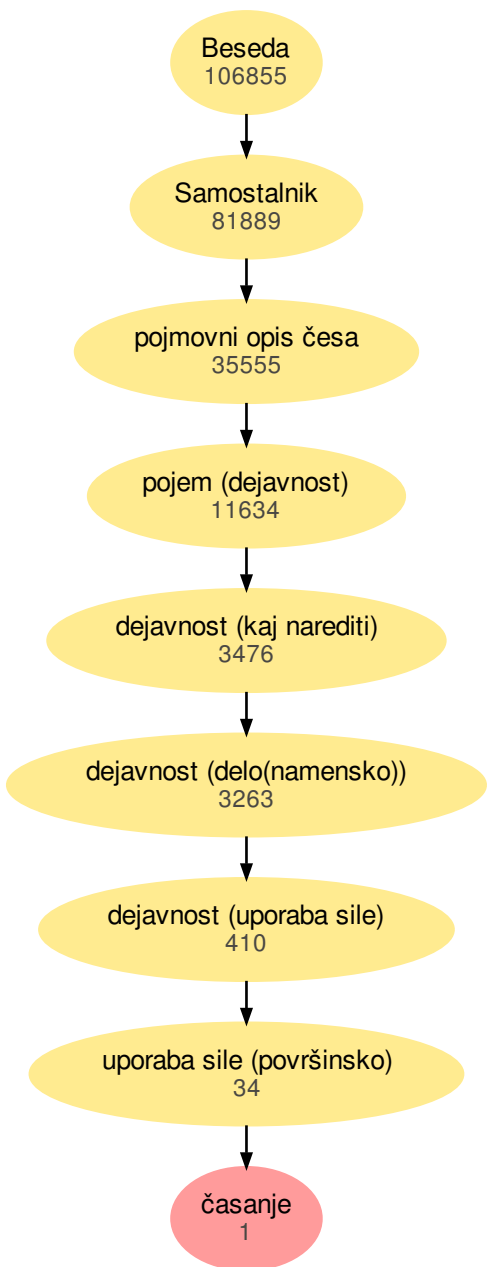 Beseda
106855
Samostalnik
81889
pojmovni opis česa
35555
pojem (dejavnost)
11634
dejavnost (kaj narediti)
3476
dejavnost (delo(namensko))
3263
dejavnost (uporaba sile)
410
uporaba sile (površinsko)
34
časanje
1